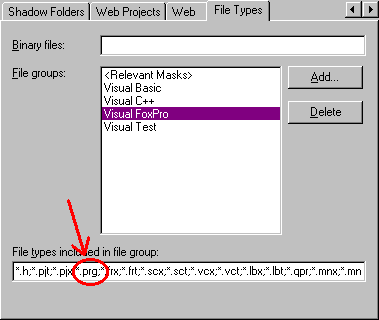 Shadow Folders Web Projects Web File Types
Binary files:
File groups:
<Relevant Masks>
Visual Basic
Visual C++
Visual FoxPro
Visual Test
Add...
Delete
File types included in file group:
*.h;*.pjt;*.pjx;*.prg;*.frx;*.frt;*.scx;*.sct;*.vcx;*.vct;*.lbx;*.lbt;*.qpr;*.mnx;*.mn